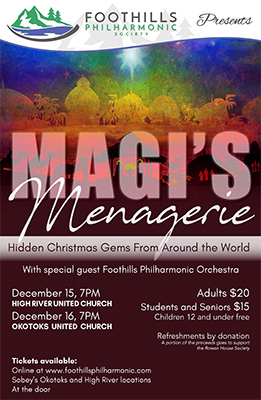 FOOTHILLS
PHILHARMONIC
SOCIETY
Presents
MAGI'S
Menagerie
Hidden Christmas Gems From Around the World
With special guest Foothills Philharmonic Orchestra
December 15, 7PM
HIGH RIVER UNITED CHURCH
December 16, 7PM
OKOTOKS UNITED CHURCH
Adults $20
Students and Seniors $15
Children 12 and under free
Refreshments by donation
A portion of the proceeds goes to support
the Rowan House Society
Tickets available:
Online at www.foothillsphilharmonic.com
Sobey's Okotoks and High River locations
At the door